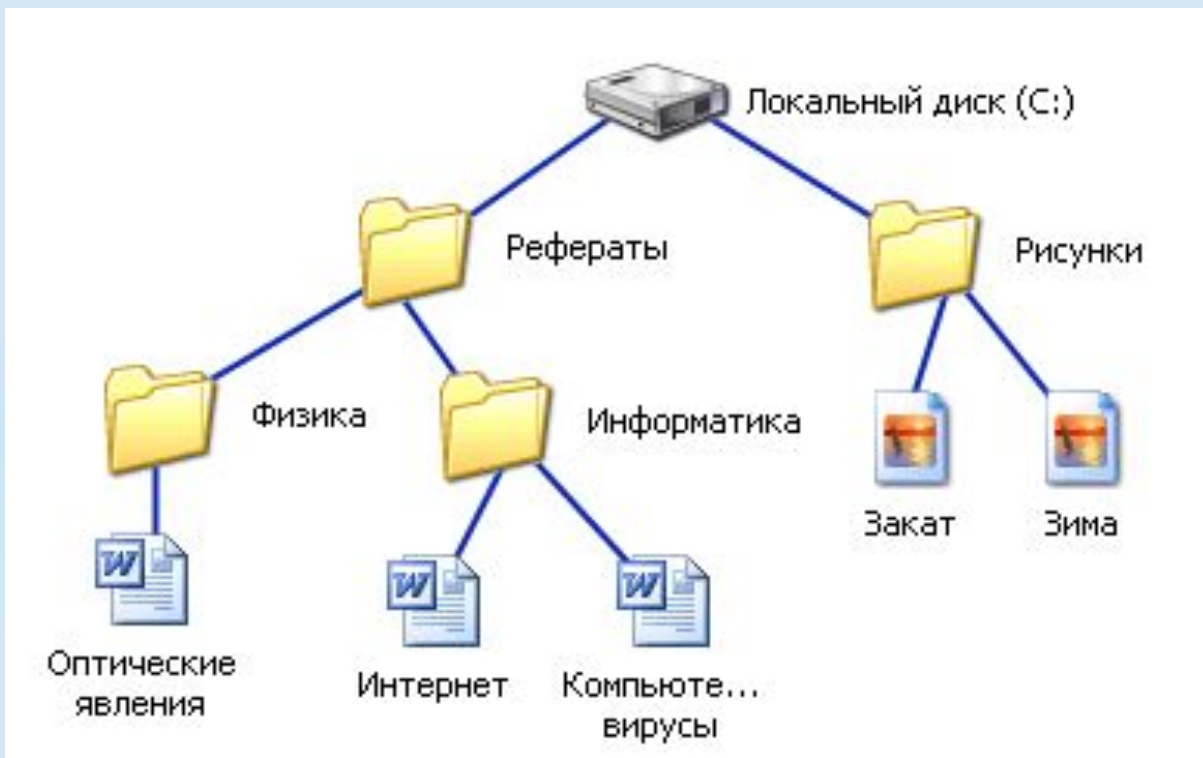 Локальный диск (C:)
Рефераты
Рисунки
Физика
Информатика
Закат
Зима
Оптические
явления
Интернет
Компьюте...
вирусы